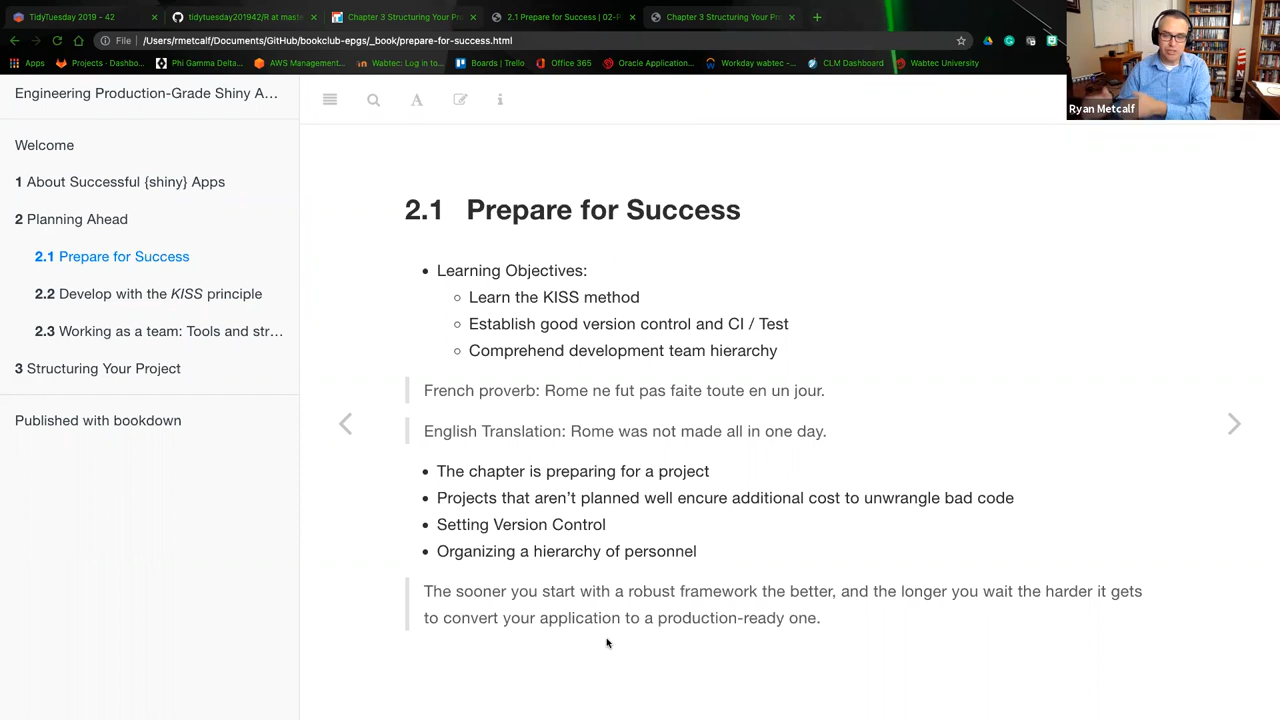 TidyTuesday 2019 - 42
tidytuesday201942/R at maste
Chapter 3 Structuring Your Pro
2.1 Prepare for Success | 02-
Chapter 3 Structuring Your Pro
File
/Users/rmetcalf/Documents/GitHub/bookclub-epgs/_book/prepare-for-success.html
Apps
Projects · Dashbo...
Phi Gamma Delta...
AWS Management...
Wabtec: Log in to...
Boards | Trello
Office 365
Oracle Application...
Workday wabtec -...
CLM Dashboard
Wabtec University
Ryan Metcalf
Engineering Production-Grade Shiny A...
Welcome
1 About Successful {shiny} Apps
2 Planning Ahead
2.1 Prepare for Success
2.2 Develop with the KISS principle
2.3 Working as a team: Tools and str...
3 Structuring Your Project
Published with bookdown
2.1 Prepare for Success
• Learning Objectives:
○ Learn the KISS method
○ Establish good version control and CI / Test
○ Comprehend development team hierarchy
French proverb: Rome ne fut pas faite toute en un jour.
English Translation: Rome was not made all in one day.
• The chapter is preparing for a project
• Projects that aren't planned well encure additional cost to unwrangle bad code
• Setting Version Control
• Organizing a hierarchy of personnel
The sooner you start with a robust framework the better, and the longer you wait the harder it gets
to convert your application to a production-ready one.